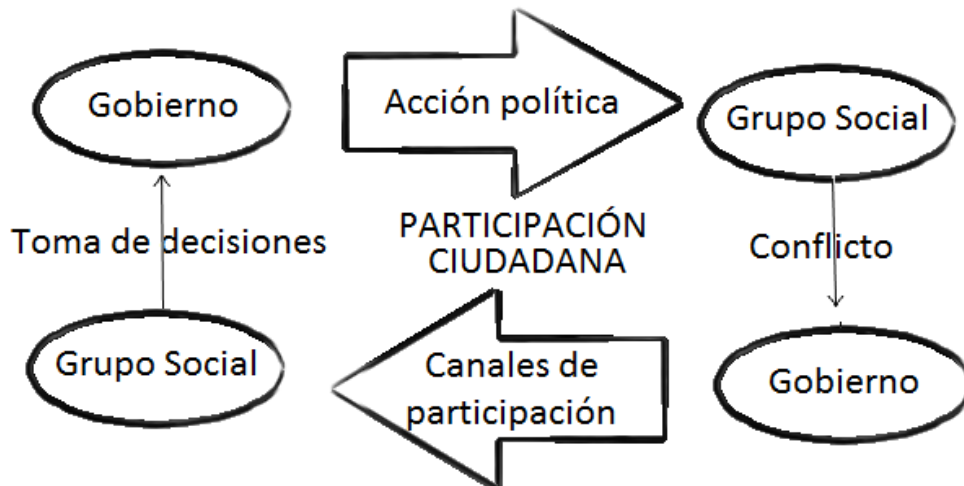 Gobierno
Acción política
Grupo Social
Toma de decisiones
PARTICIPACIÓN
CIUDADANA
Conflicto
Grupo Social
Canales de
participación
Gobierno